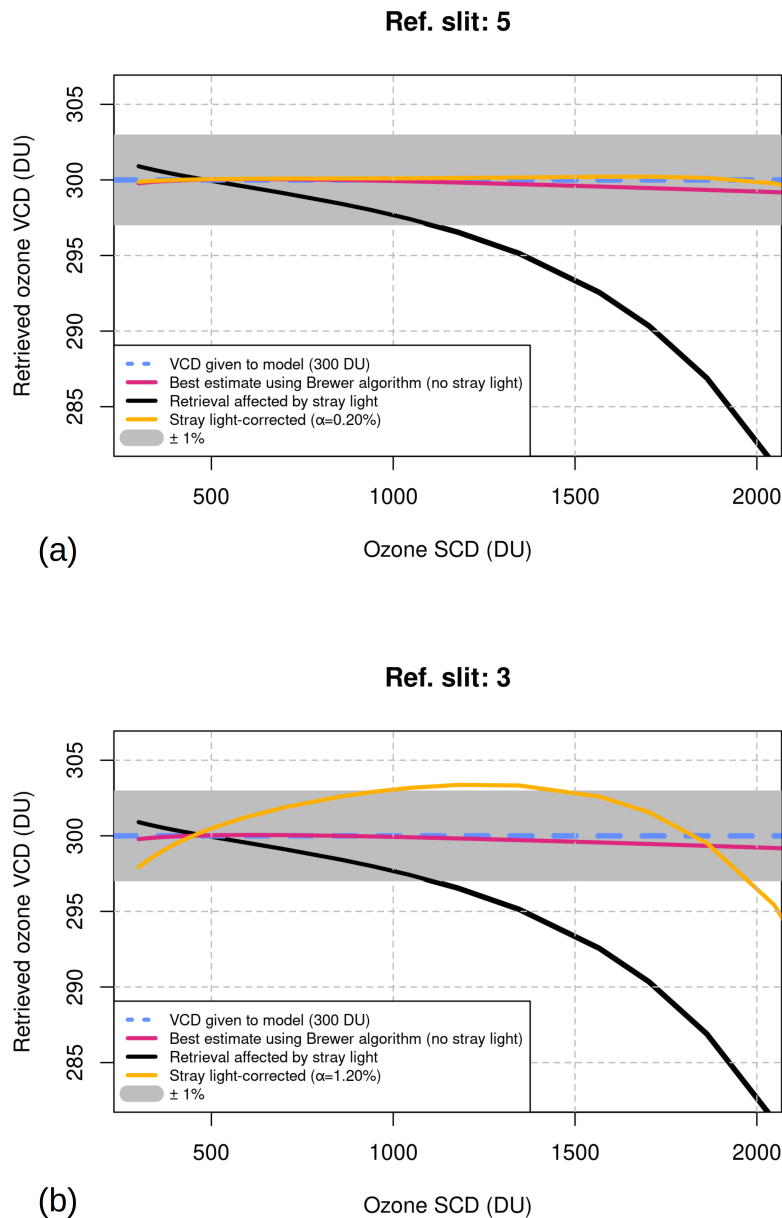 Ref. slit: 5
305
300
295
290
285
Retrieved ozone VCD (DU)
VCD given to model (300 DU)
Best estimate using Brewer algorithm (no stray light)
Retrieval affected by stray light
Stray light-corrected (α=0.20%)
± 1%
500 1000 1500 2000
Ozone SCD (DU)
(a)
Ref. slit: 3
305
300
295
290
285
Retrieved ozone VCD (DU)
VCD given to model (300 DU)
Best estimate using Brewer algorithm (no stray light)
Retrieval affected by stray light
Stray light-corrected (α=1.20%)
± 1%
500 1000 1500 2000
Ozone SCD (DU)
(b)